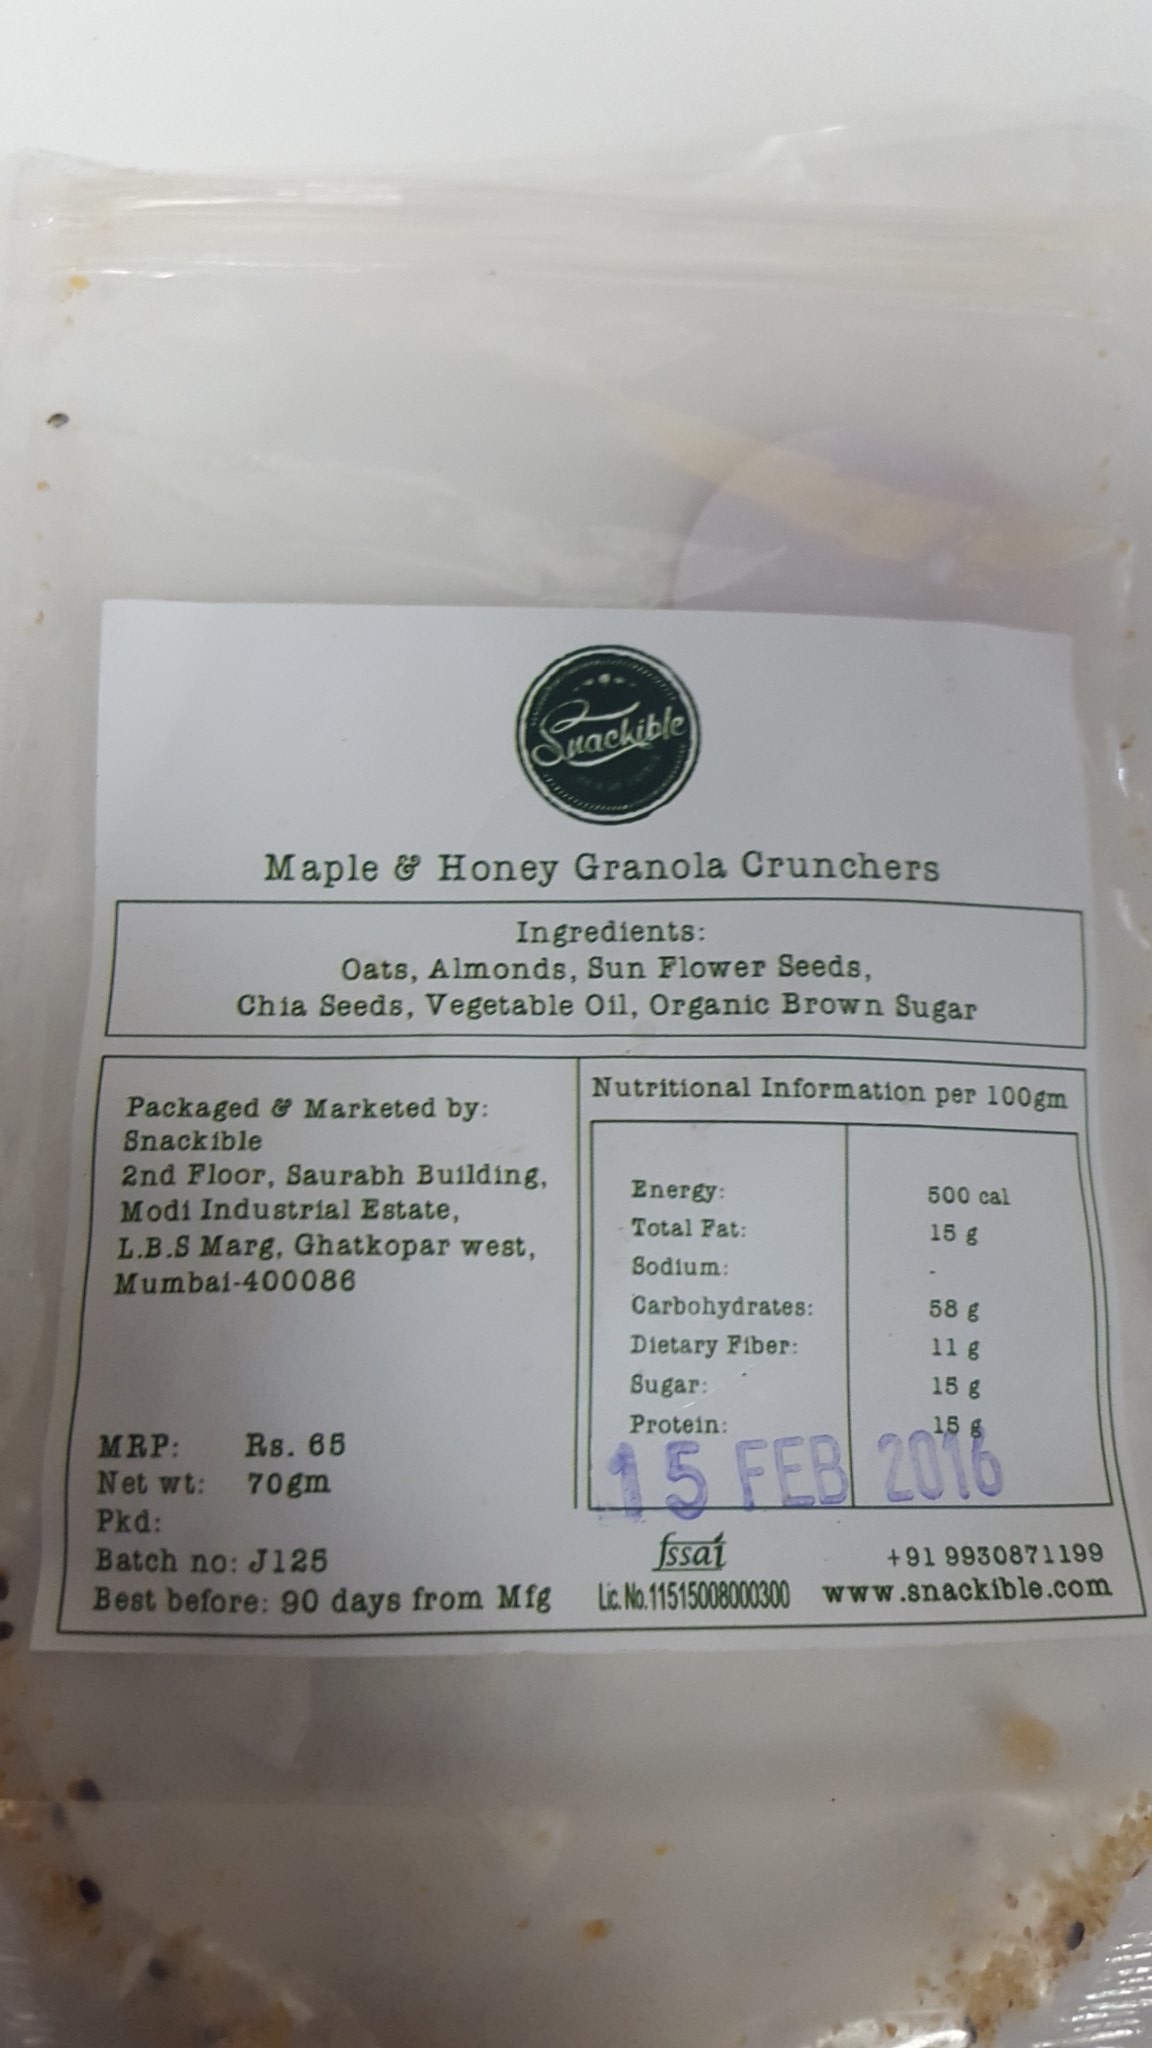 Snackible
Maple & Honey Granola Crunchers
Ingredients:
Oats, Almonds, Sun Flower Seeds,
Chia Seeds, Vegetable Oil, Organic Brown Sugar
Packaged & Marketed by:
Snackible
2nd Floor, Saurabh Building,
Modi Industrial Estate,
L.B.S Marg, Ghatkopar west,
Mumbai-400086
MRP: Rs. 65
Net wt: 70gm
Pkd:
Batch no: J125
Best before: 90 days from Mfg
Nutritional Information per 100gm
Energy: 500 cal
Total Fat: 15 g
Sodium: -
Carbohydrates: 58 g
Dietary Fiber: 11 g
Sugar: 15 g
Protein: 15 g
15 FEB 2016
fssai
Lic. No. 11515008000300
+91 9930871199
www.snackible.com